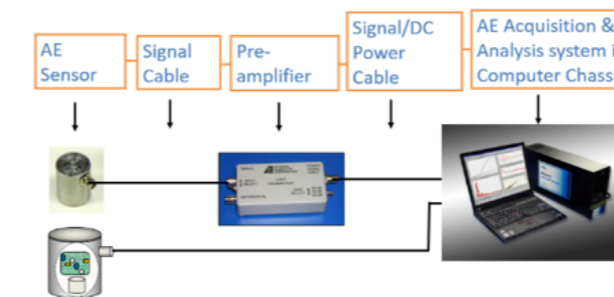 AE
Sensor
Signal
Cable
Pre-
amplifier
Signal/DC
Power
Cable
AE Acquisition &
Analysis system i
Computer Chass